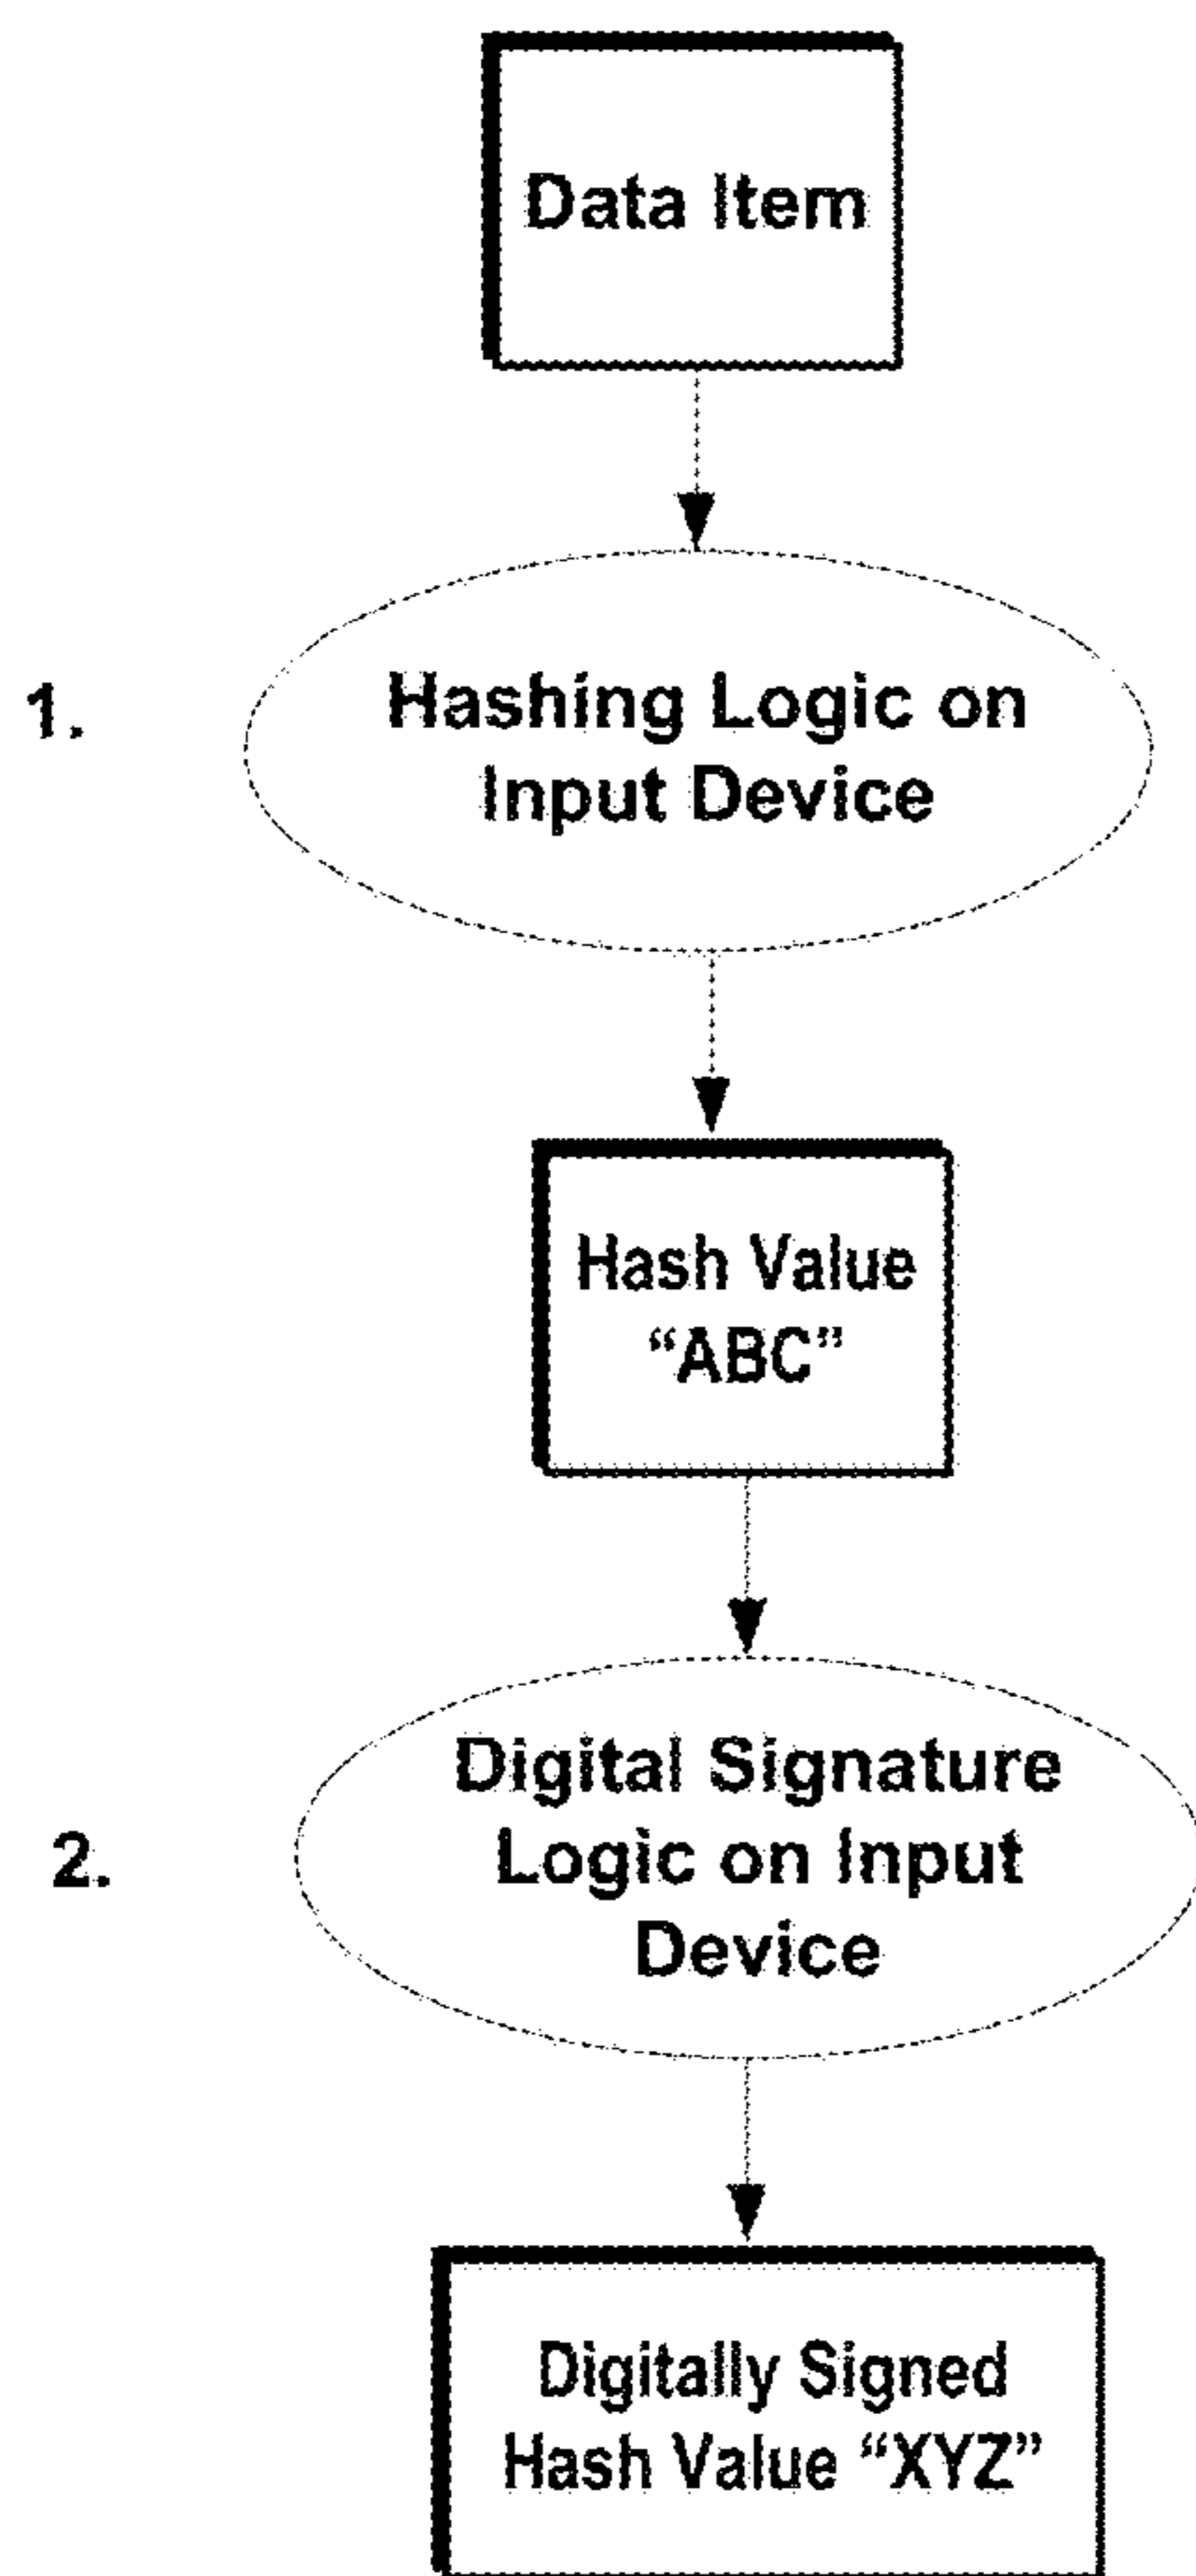 Data Item
1.
Hashing Logic on
Input Device
Hash Value
“ABC”
2.
Digital Signature
Logic on Input
Device
Digitally Signed
Hash Value “XYZ”